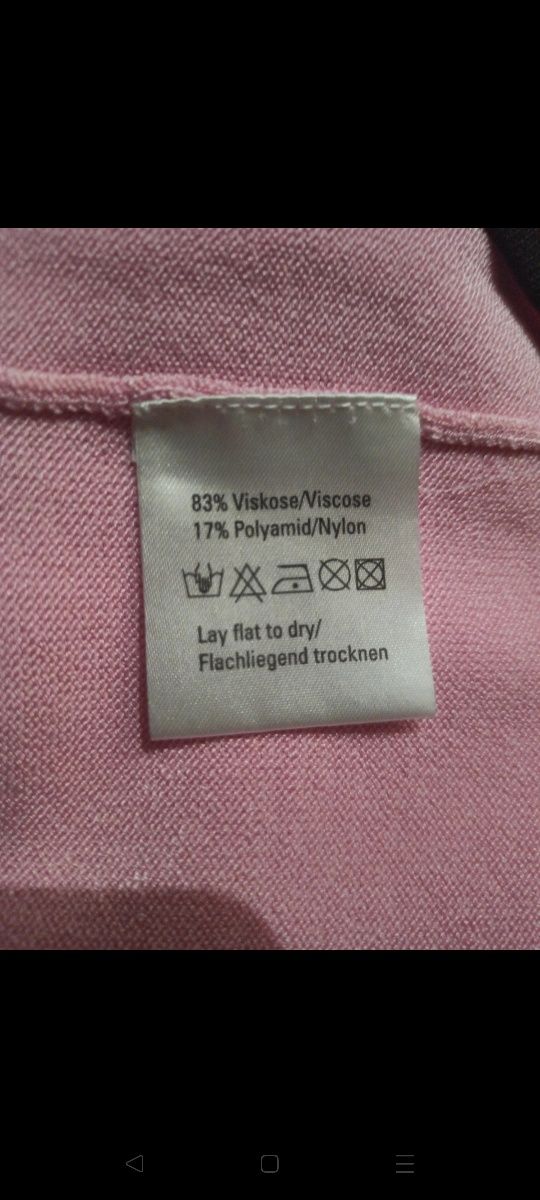 83% Viskose/Viscose
17% Polyamid/Nylon
Lay flat to dry/
Flachliegend trocknen